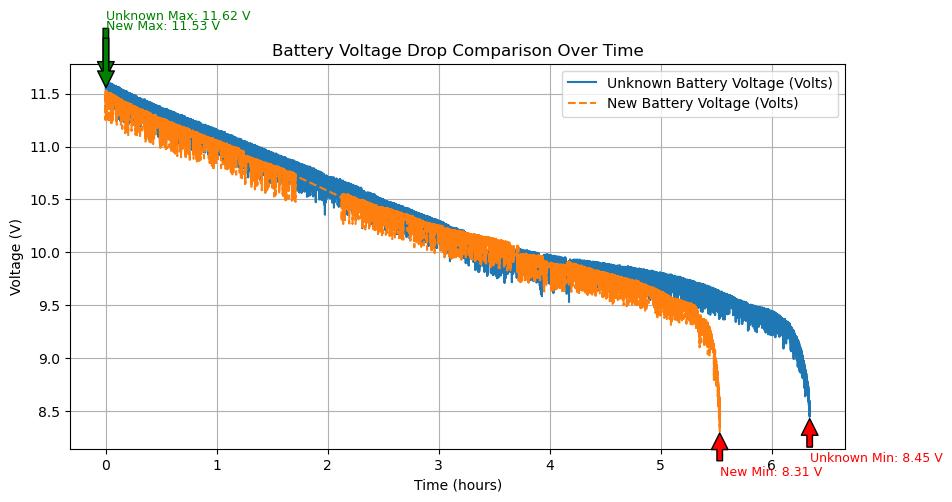 Unknown Max: 11.62 V
New Max: 11.53 V
Battery Voltage Drop Comparison Over Time
Unknown Battery Voltage (Volts)
New Battery Voltage (Volts)
Voltage (V)
11.5
11.0
10.5
10.0
9.5
9.0
8.5
0 1 2 3 4 5 6
Unknown Min: 8.45 V
New Min: 8.31 V
Time (hours)